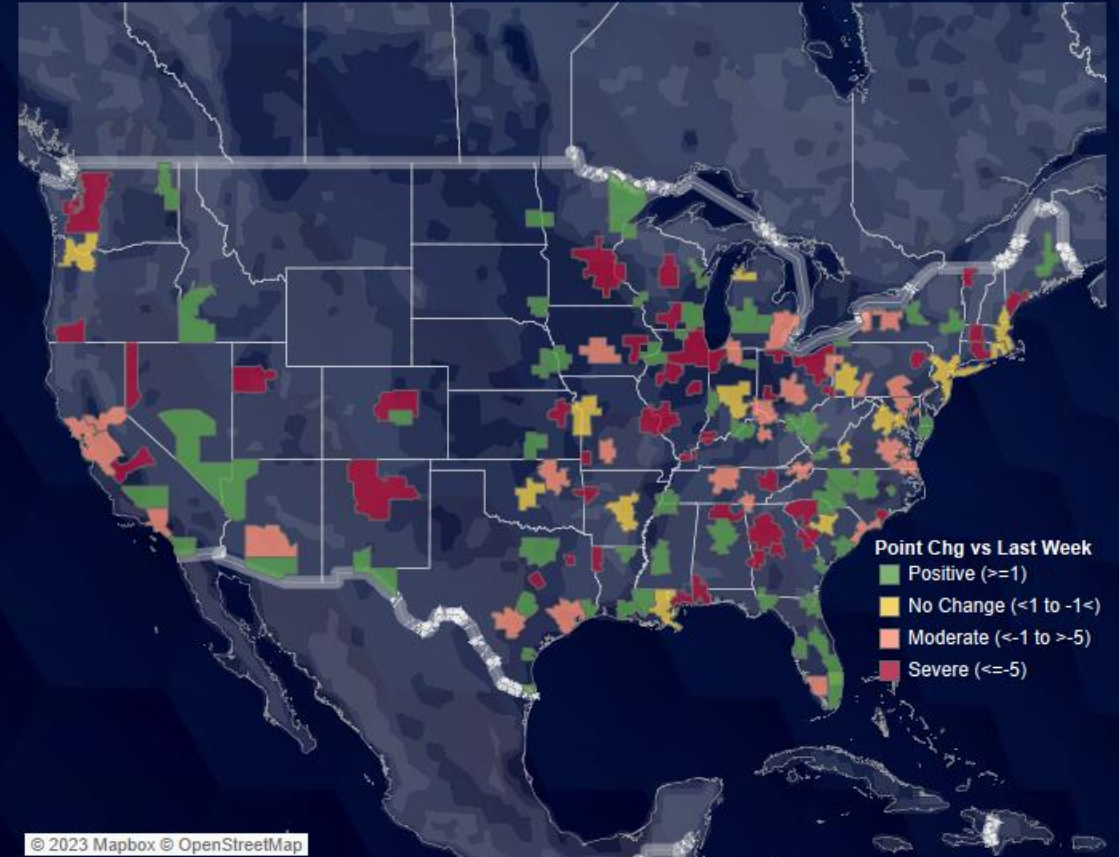 Point Chg vs Last Week
Positive (>=1)
No Change (<1 to -1<)
Moderate (<-1 to >-5)
Severe (<=-5)
© 2023 Mapbox © OpenStreetMap